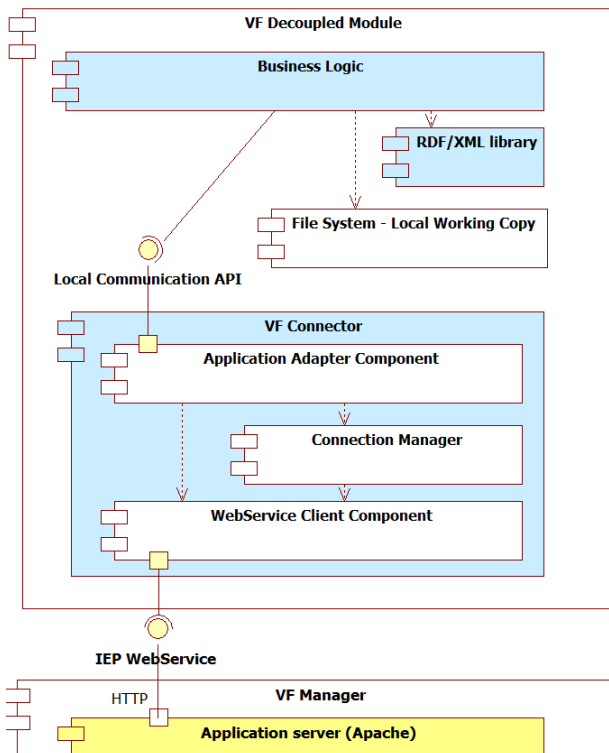 VF Decoupled Module
Business Logic
RDF/XML library
File System - Local Working Copy
Local Communication API
VF Connector
Application Adapter Component
Connection Manager
WebService Client Component
IEP WebService
HTTP
VF Manager
Application server (Apache)